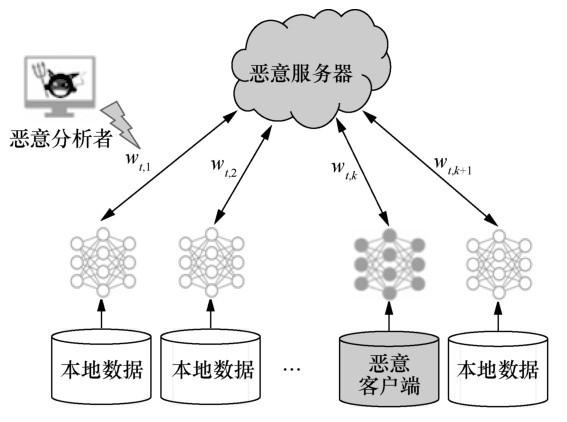 恶意服务器
恶意分析者
w_{t,1}
w_{t,2}
w_{t,k}
w_{t,k+1}
本地数据
本地数据
...
恶意
客户端
本地数据